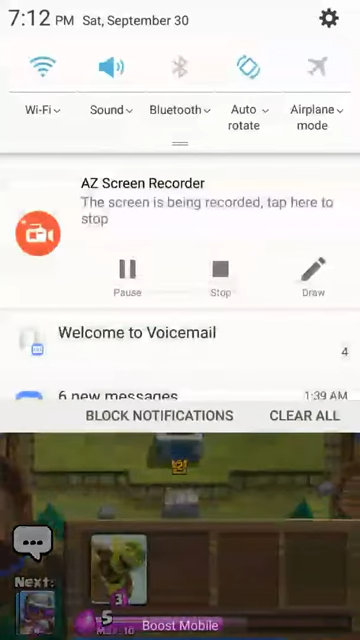 7:12 PM Sat, September 30
Wi-Fi Sound Bluetooth Auto rotate Airplane mode
AZ Screen Recorder
The screen is being recorded, tap here to
stop
Pause Stop Draw
Welcome to Voicemail
4
6 new messages 1:39 AM
BLOCK NOTIFICATIONS CLEAR ALL
Next:
3
5
Max: 10
Boost Mobile